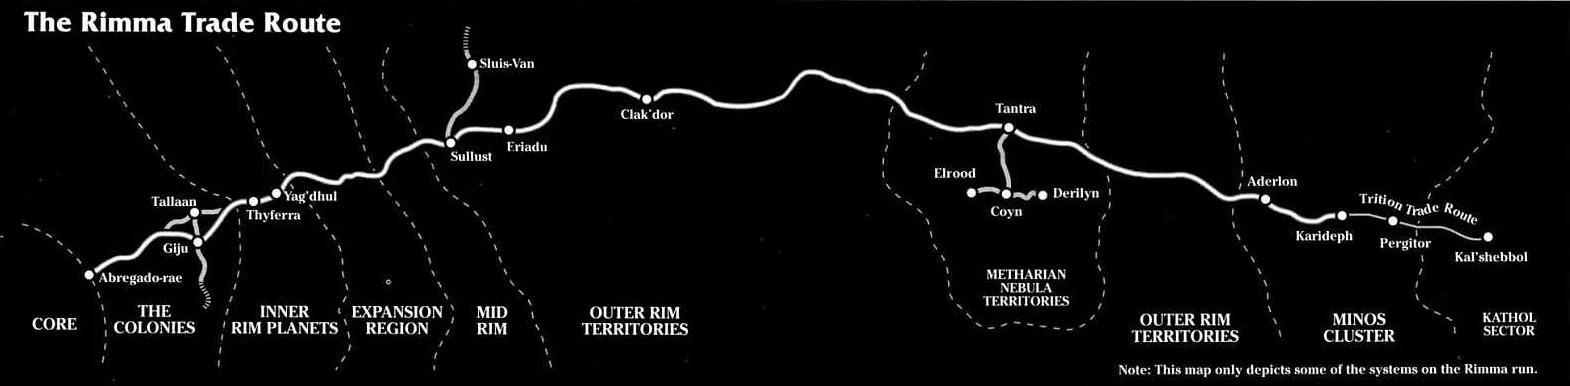 The Rimma Trade Route
Sluis-Van
Clak'dor
Tantra
Sullust
Eriadu
Elrood
Derilyn
Coyn
Aderlon
Trition Trade Route
Tallaan
Yag'dhul
Thyferra
Giju
Karideph
Pergitor
Kal'shebbol
Abregado-rae
METHARIAN
NEBULA
TERRITORIES
CORE
THE
COLONIES
INNER
RIM PLANETS
EXPANSION
REGION
MID
RIM
OUTER RIM
TERRITORIES
OUTER RIM
TERRITORIES
MINOS
CLUSTER
KATHOL
SECTOR
Note: This map only depicts some of the systems on the Rimma run.